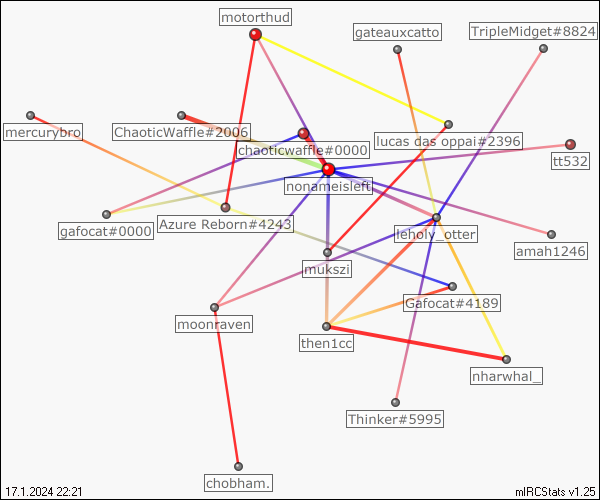 motorthud
gateauxcatto
TripleMidget#8824
mercurybro
ChaoticWaffle#2006
lucas das oppai#2396
chaoticwaffle#0000
tt532
nonameisleft
gafocat#0000
Azure Reborn#4243
leholy_otter
amah1246
mukszi
Gafocat#4189
moonraven
then1cc
nharwhal_
Thinker#5995
chobham.
17.1.2024 22:21
mIRCStats v1.25